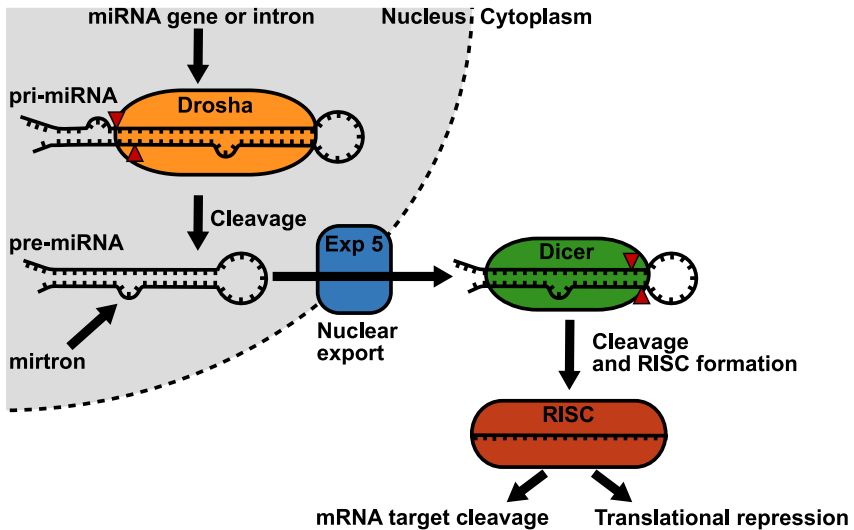 miRNA gene or intron
Nucleus
Cytoplasm
pri-miRNA
Drosha
Cleavage
pre-miRNA
Exp 5
Dicer
mirtron
Nuclear
export
Cleavage
and RISC formation
RISC
mRNA target cleavage
Translational repression